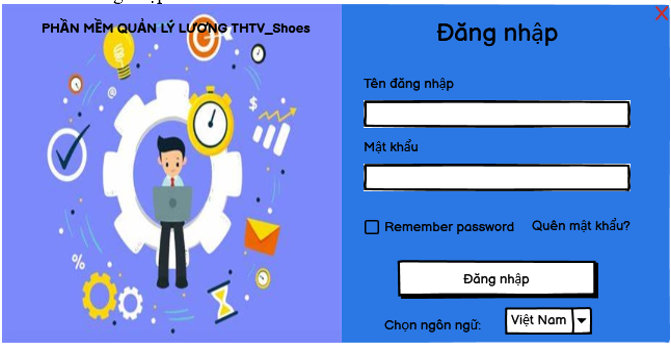 PHẦN MỀM QUẢN LÝ LƯƠNG THTV_Shoes
Đăng nhập
Tên đăng nhập
Mật khẩu
Remember password
Quên mật khẩu?
Đăng nhập
Chọn ngôn ngữ:
Việt Nam
@
$
%